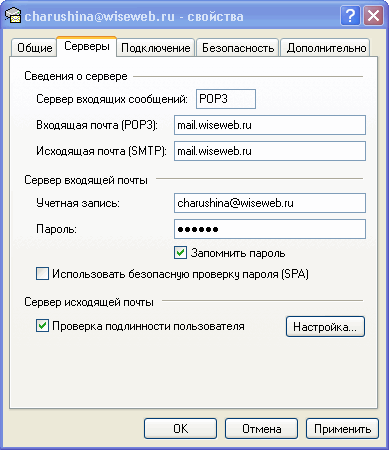 charushina@wiseweb.ru - свойства
Общие Серверы Подключение Безопасность Дополнительно
Сведения о сервере
Сервер входящих сообщений: POP3
Входящая почта (POP3): mail.wiseweb.ru
Исходящая почта (SMTP): mail.wiseweb.ru
Сервер входящей почты
Учетная запись: charushina@wiseweb.ru
Пароль: ●●●●●●
Запомнить пароль
Использовать безопасную проверку пароля (SPA)
Сервер исходящей почты
Проверка подлинности пользователя Настройка...
OK Отмена Применить